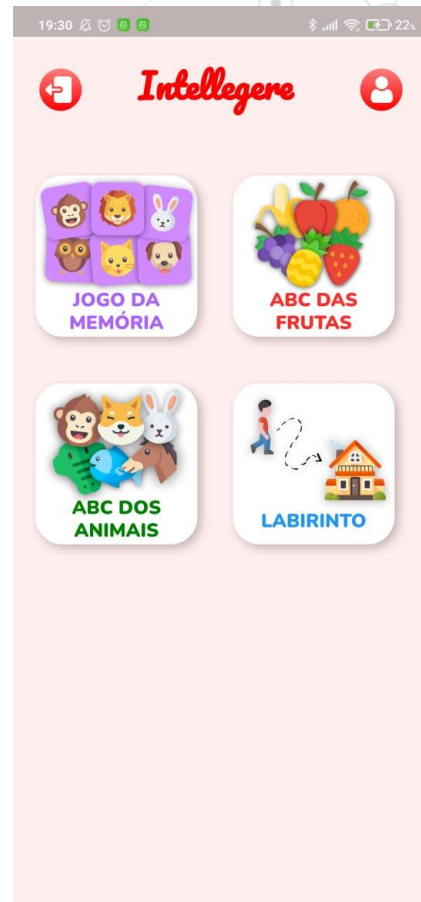 19:30 22%
Intellegere
JOGO DA
MEMÓRIA
ABC DAS
FRUTAS
ABC DOS
ANIMAIS
LABIRINTO